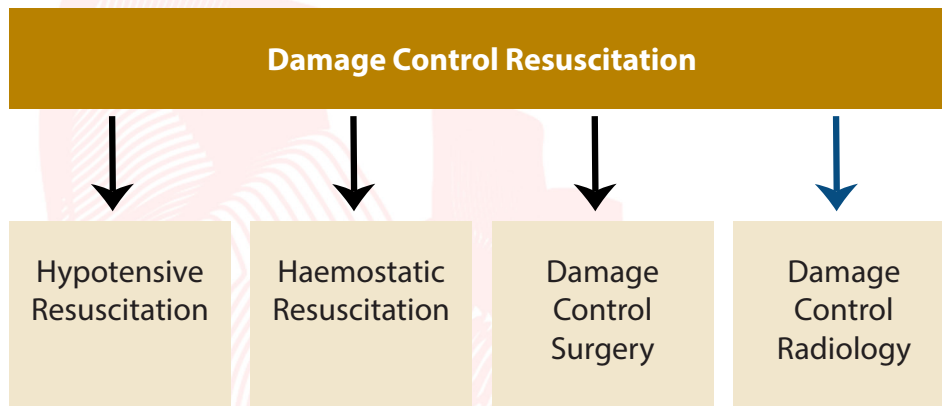 Damage Control Resuscitation
Hypotensive
Resuscitation
Haemostatic
Resuscitation
Damage
Control
Surgery
Damage
Control
Radiology